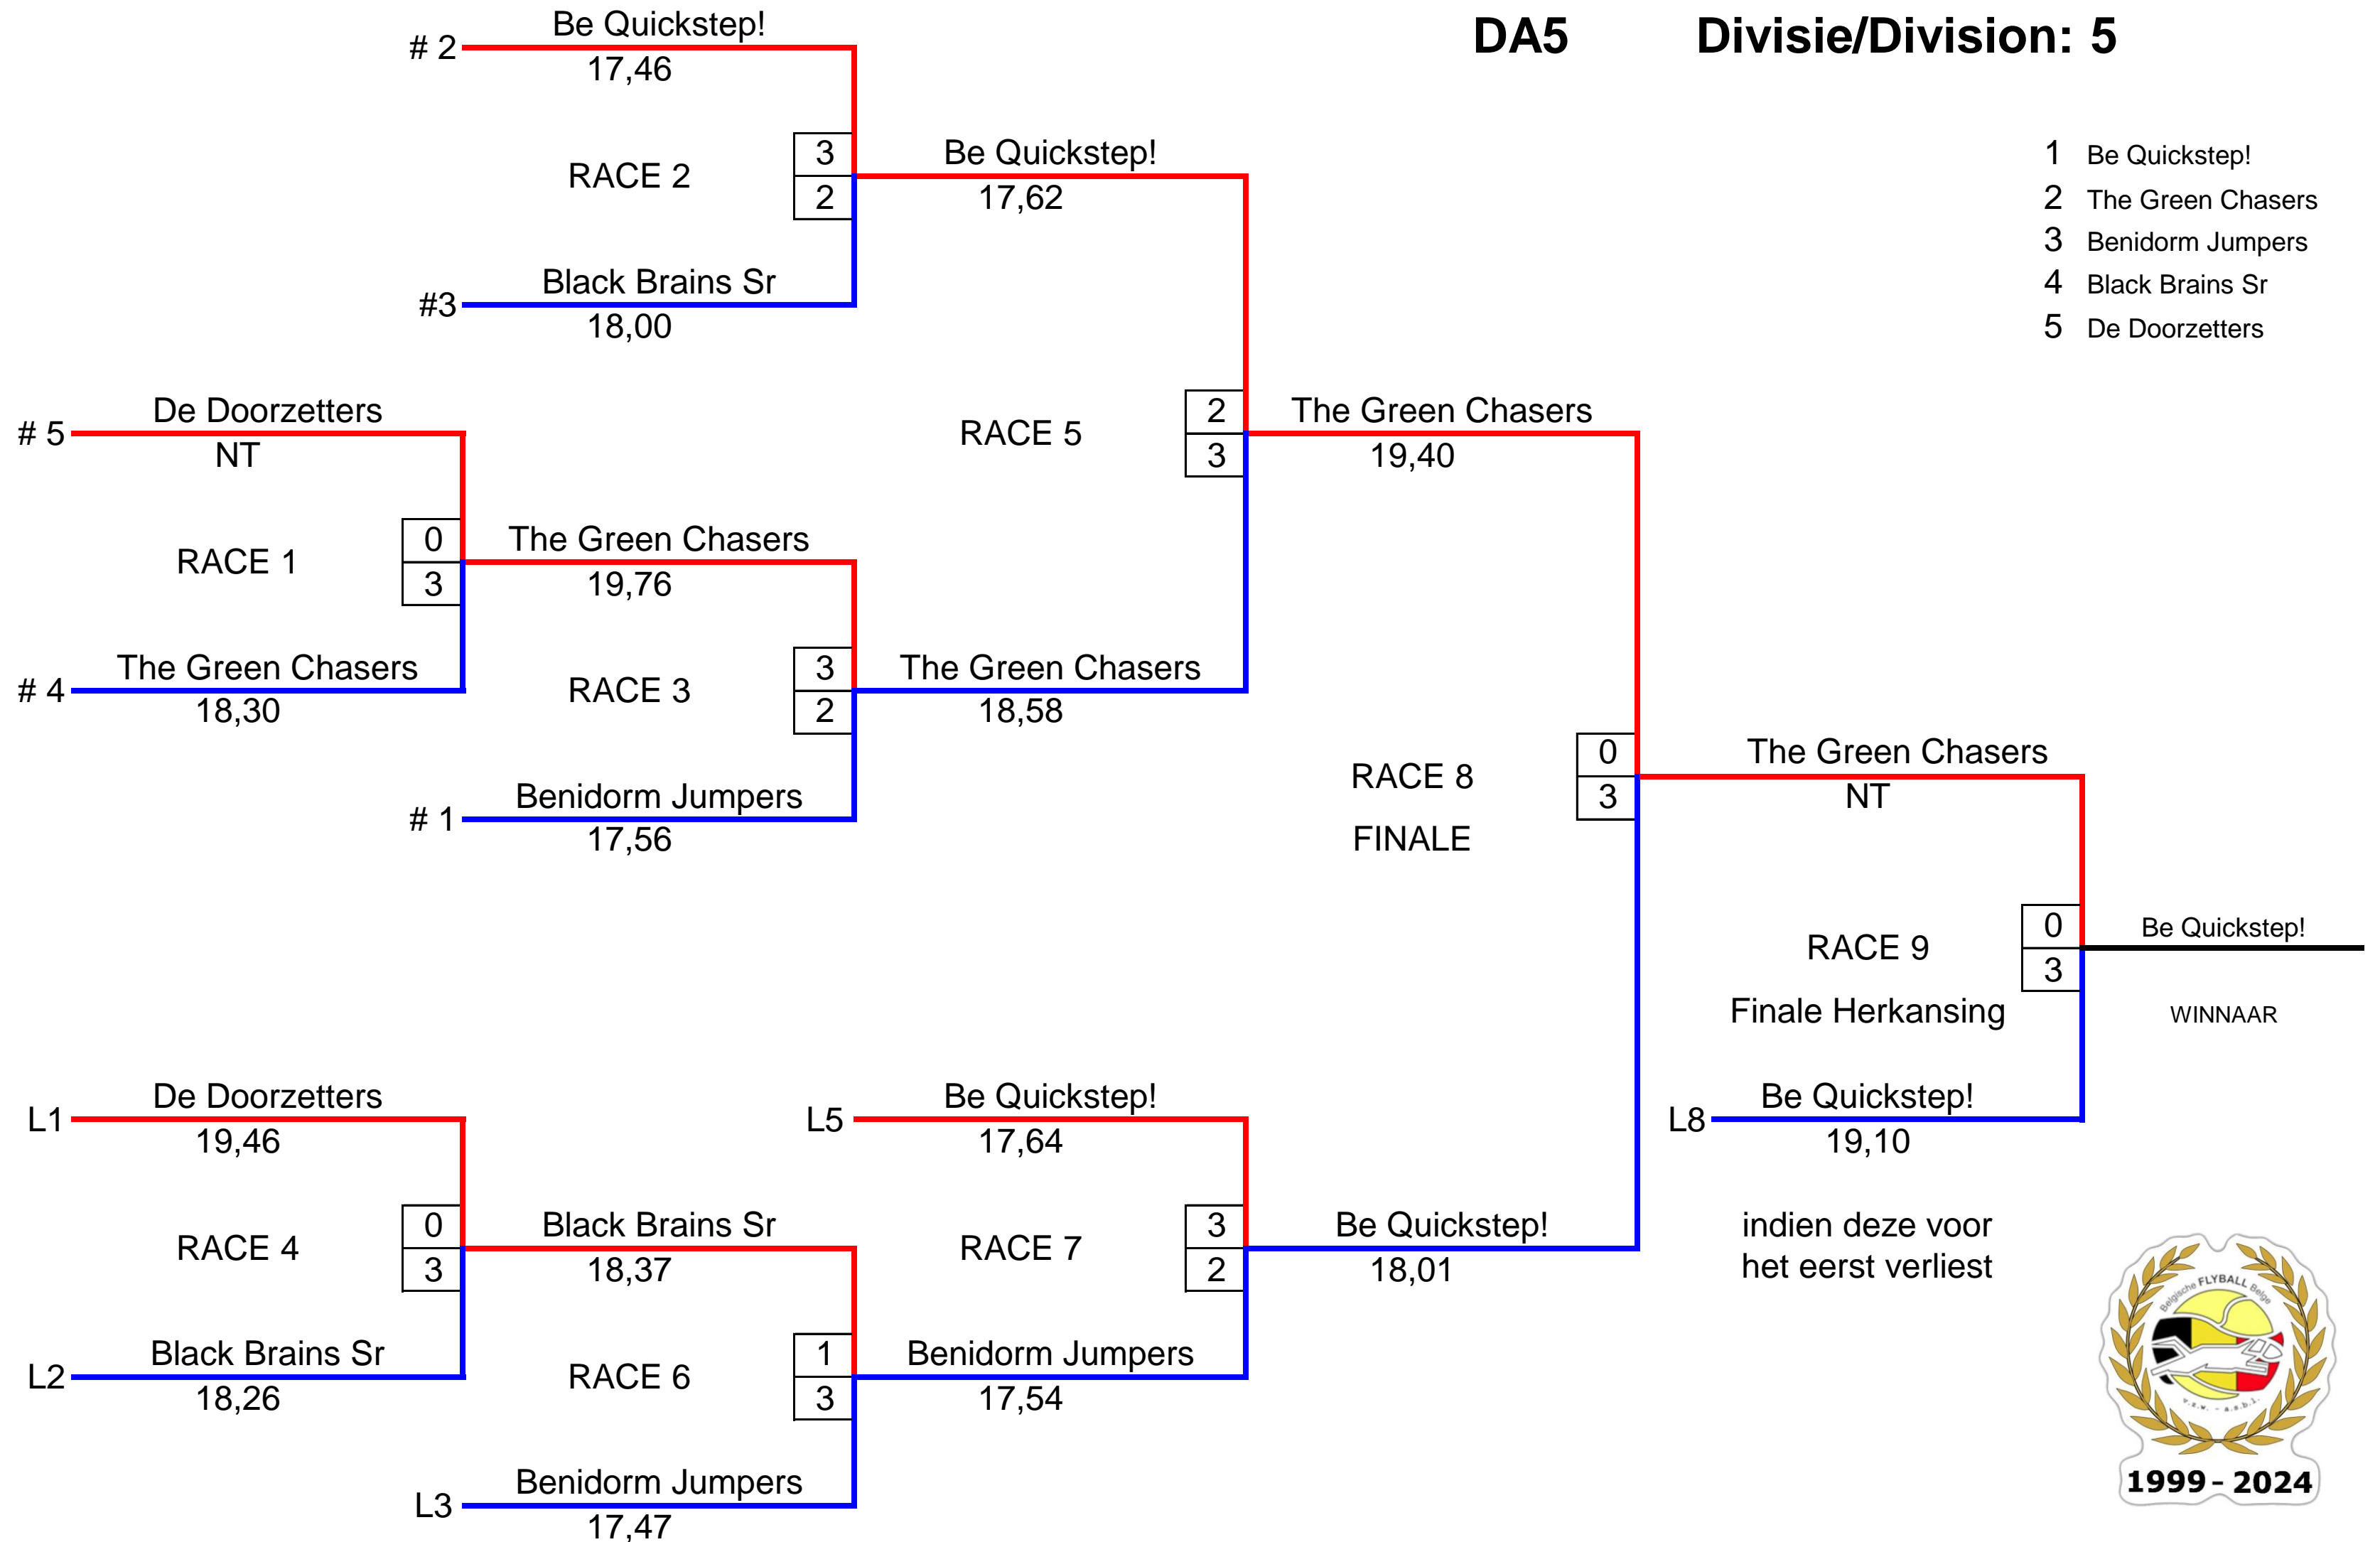 DA5 Divisie/Division: 5
# 2
Be Quickstep!
17,46
RACE 2
3
2
#3
Black Brains Sr
18,00
Be Quickstep!
17,62
1 Be Quickstep!
2 The Green Chasers
3 Benidorm Jumpers
4 Black Brains Sr
5 De Doorzetters
# 5
De Doorzetters
NT
RACE 1
0
3
# 4
The Green Chasers
18,30
The Green Chasers
19,76
RACE 3
3
2
# 1
Benidorm Jumpers
17,56
The Green Chasers
18,58
RACE 5
2
3
The Green Chasers
19,40
RACE 8
FINALE
0
3
The Green Chasers
NT
RACE 9
Finale Herkansing
0
3
Be Quickstep!
WINNAAR
L8
Be Quickstep!
19,10
indien deze voor
het eerst verliest
L1
De Doorzetters
19,46
RACE 4
0
3
L2
Black Brains Sr
18,26
Black Brains Sr
18,37
RACE 6
1
3
L3
Benidorm Jumpers
17,47
L5
Be Quickstep!
17,64
RACE 7
3
2
Benidorm Jumpers
17,54
Be Quickstep!
18,01
Belgische FLYBALL Belge
v.z.w. - a.s.b.l.
1999 - 2024